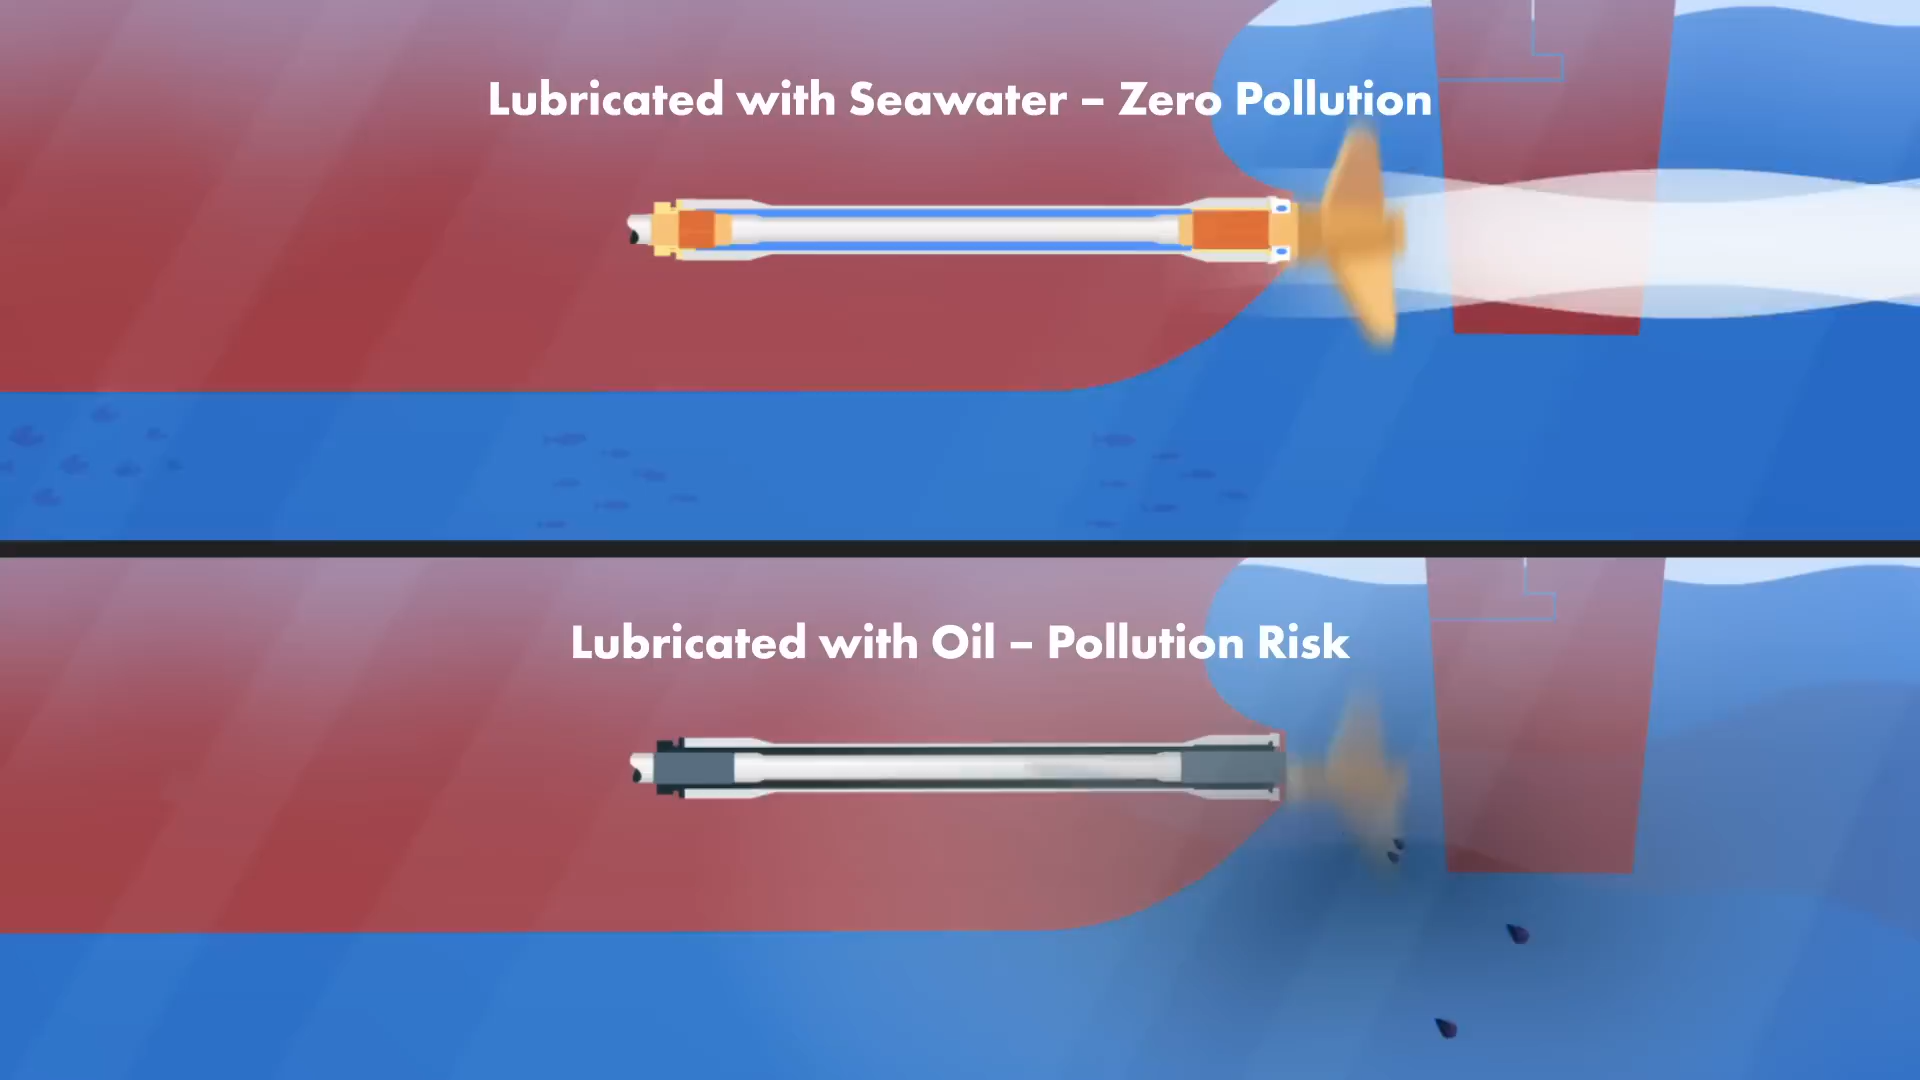 Lubricated with Seawater – Zero Pollution
Lubricated with Oil – Pollution Risk